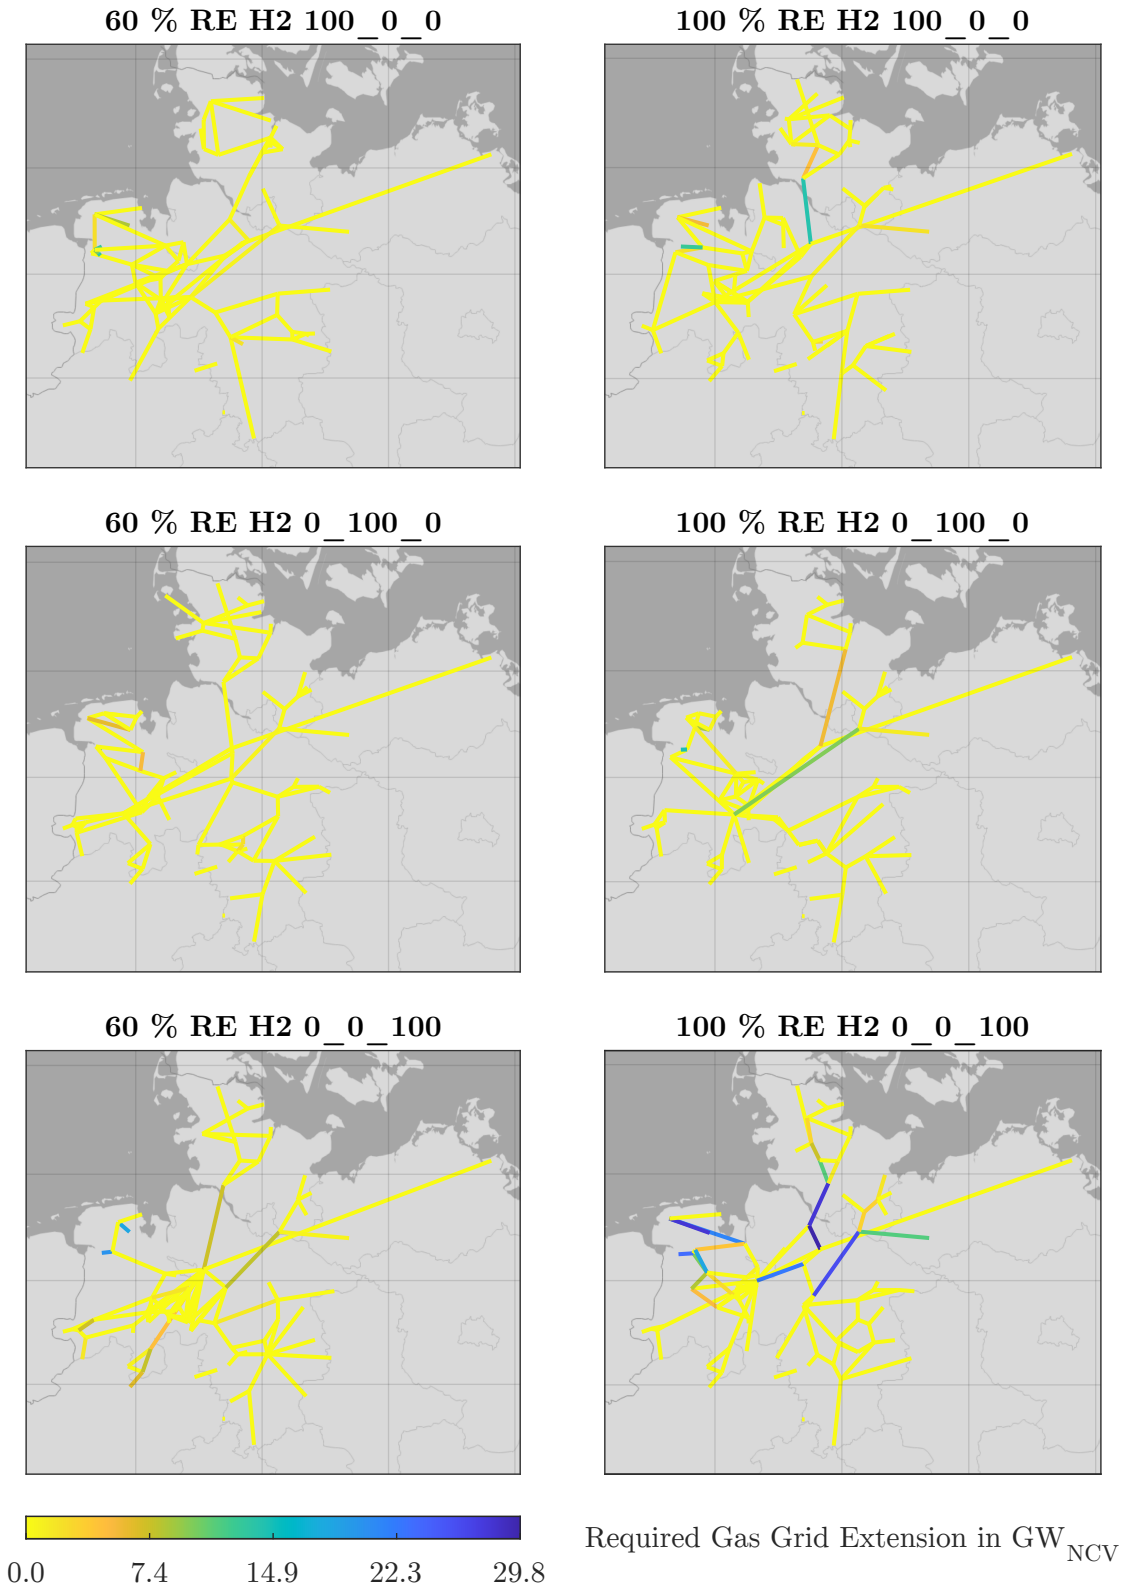 60 % RE H2 100_0_0
100 % RE H2 100_0_0
60 % RE H2 0_100_0
100 % RE H2 0_100_0
60 % RE H2 0_0_100
100 % RE H2 0_0_100
Required Gas Grid Extension in GW_NCV
0.0 7.4 14.9 22.3 29.8